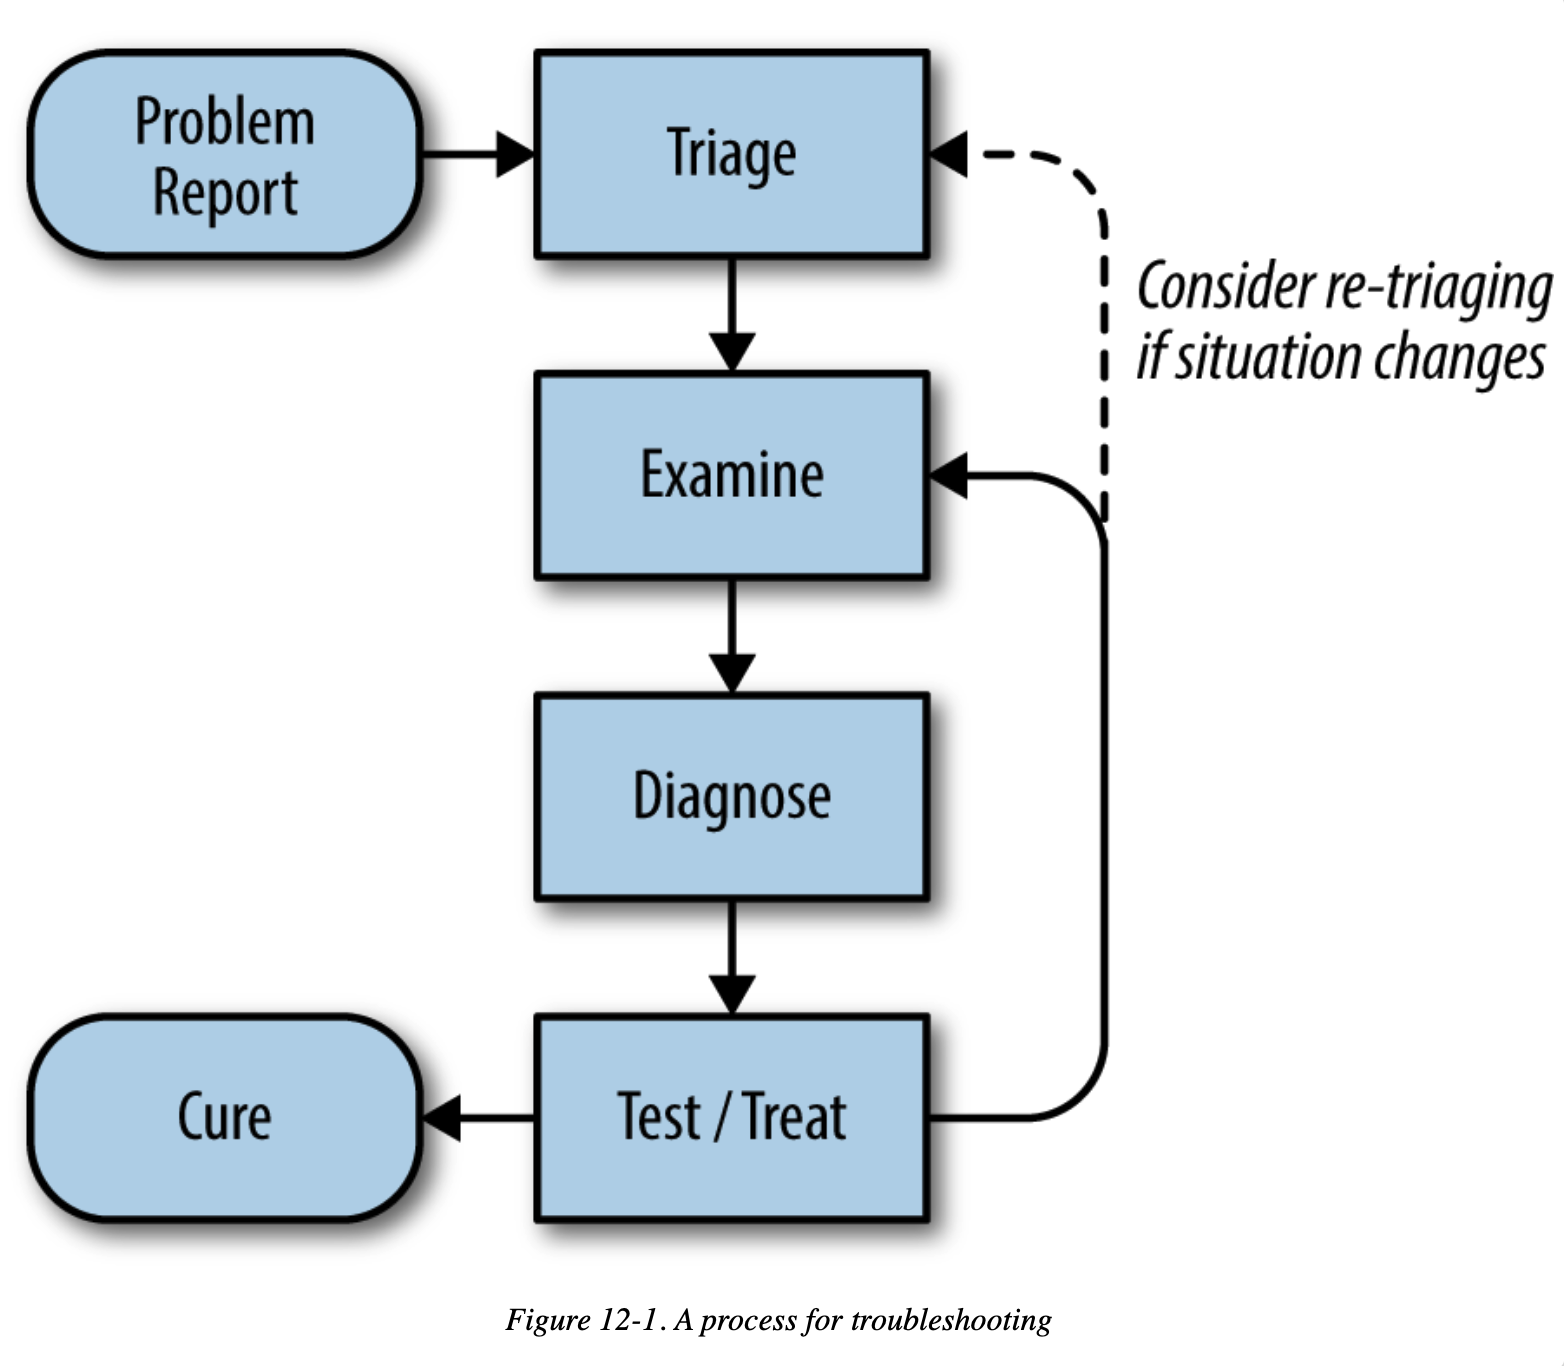 Problem
Report
Triage
Consider re-triaging
if situation changes
Examine
Diagnose
Cure
Test / Treat
Figure 12-1. A process for troubleshooting